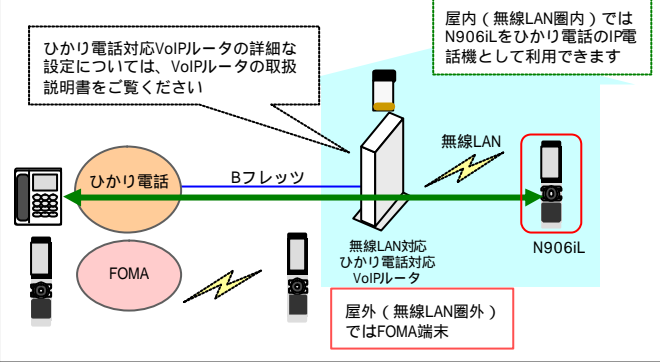 屋内（無線LAN圏内）では
N906iLをひかり電話のIP電
話機として利用できます
ひかり電話対応VoIPルータの詳細な
設定については、VoIPルータの取扱
説明書をご覧ください
無線LAN
ひかり電話
Bフレッツ
無線LAN対応
ひかり電話対応
VoIPルータ
N906iL
FOMA
屋外（無線LAN圏外）
ではFOMA端末